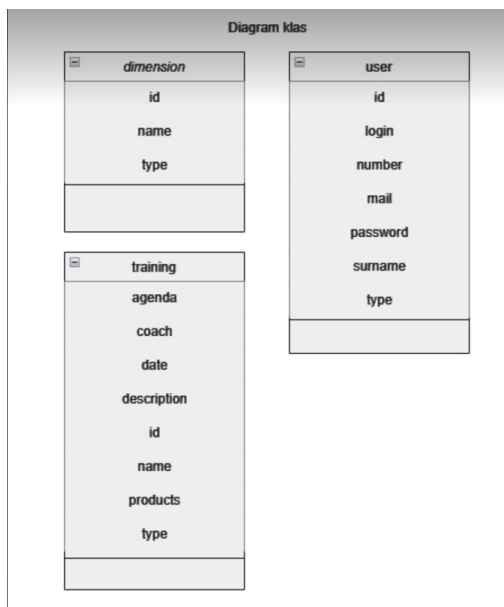 Diagram klas
dimension
id
name
type
user
id
login
number
mail
password
surname
type
training
agenda
coach
date
description
id
name
products
type